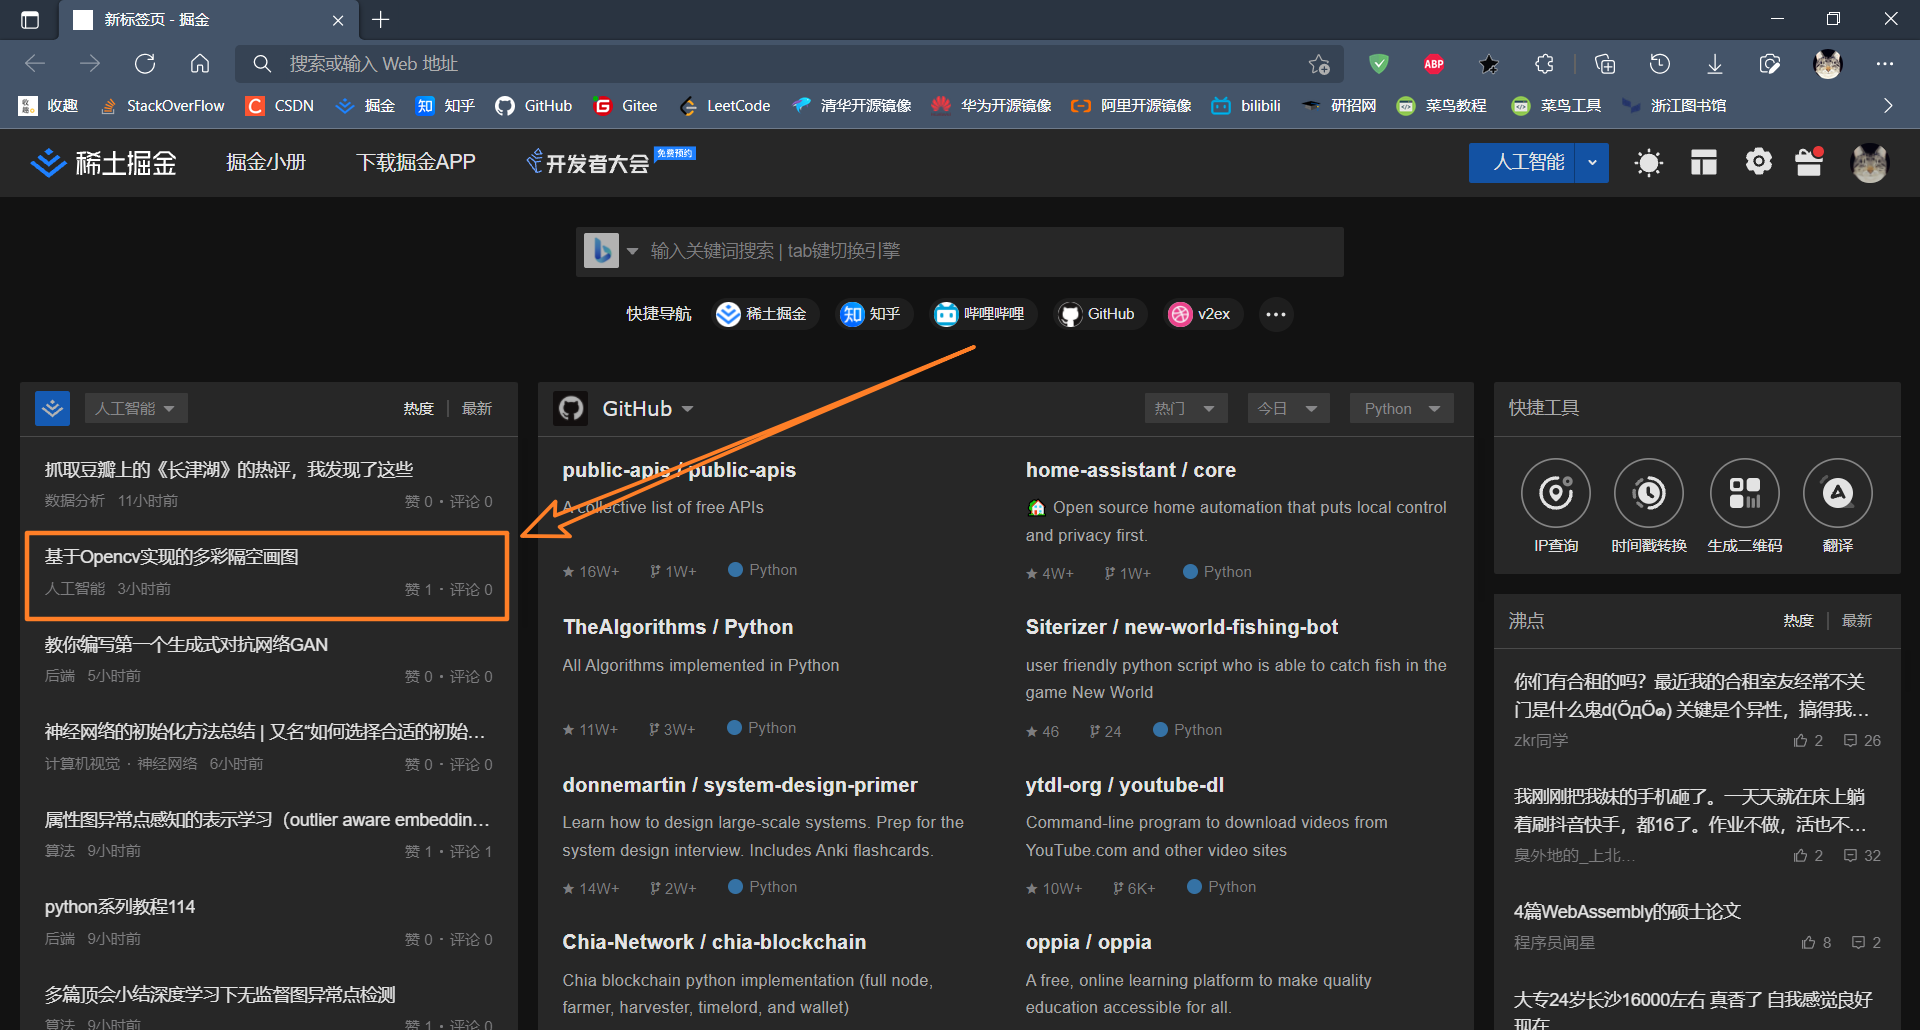 新标签页 - 掘金
搜索或输入 Web 地址
ABP
收趣 StackOverFlow CSDN 掘金 知乎 GitHub Gitee LeetCode 清华开源镜像 华为开源镜像 阿里开源镜像 bilibili 研招网 菜鸟教程 菜鸟工具 浙江图书馆
稀土掘金 掘金小册 下载掘金APP 开发者大会 免费预约 人工智能
输入关键词搜索 | tab键切换引擎
快捷导航 稀土掘金 知乎 哔哩哔哩 GitHub v2ex
人工智能 热度 最新
抓取豆瓣上的《长津湖》的热评，我发现了这些
数据分析 11小时前 赞 0 · 评论 0
基于Opencv实现的多彩隔空画图
人工智能 3小时前 赞 1 · 评论 0
教你编写第一个生成式对抗网络GAN
后端 5小时前 赞 0 · 评论 0
神经网络的初始化方法总结 | 又名“如何选择合适的初始...
计算机视觉 · 神经网络 6小时前 赞 0 · 评论 0
属性图异常点感知的表示学习（outlier aware embeddin...
算法 9小时前 赞 1 · 评论 1
python系列教程114
后端 9小时前 赞 0 · 评论 0
多篇顶会小结深度学习下无监督图异常点检测
算法 9小时前 赞 1 · 评论 0
GitHub 热门 今日 Python
public-apis / public-apis
A collective list of free APIs
16W+ 1W+ Python
home-assistant / core
Open source home automation that puts local control
and privacy first.
4W+ 1W+ Python
TheAlgorithms / Python
All Algorithms implemented in Python
11W+ 3W+ Python
Siterizer / new-world-fishing-bot
user friendly python script who is able to catch fish in the
game New World
46 24 Python
donnemartin / system-design-primer
Learn how to design large-scale systems. Prep for the
system design interview. Includes Anki flashcards.
14W+ 2W+ Python
ytdl-org / youtube-dl
Command-line program to download videos from
YouTube.com and other video sites
10W+ 6K+ Python
Chia-Network / chia-blockchain
Chia blockchain python implementation (full node,
farmer, harvester, timelord, and wallet)
oppia / oppia
A free, online learning platform to make quality
education accessible for all.
快捷工具
IP查询 时间戳转换 生成二维码 翻译
沸点 热度 最新
你们有合租的吗？最近我的合租室友经常不关
门是什么鬼d(ŐдŐ๑) 关键是个异性，搞得我...
zkr同学 2 26
我刚刚把我妹的手机砸了。一天天就在床上躺
着刷抖音快手，都16了。作业不做，活也不...
臭外地的_上北... 2 32
4篇WebAssembly的硕士论文
程序员闻星 8 2
大专24岁长沙16000左右 真香了 自我感觉良好
现在